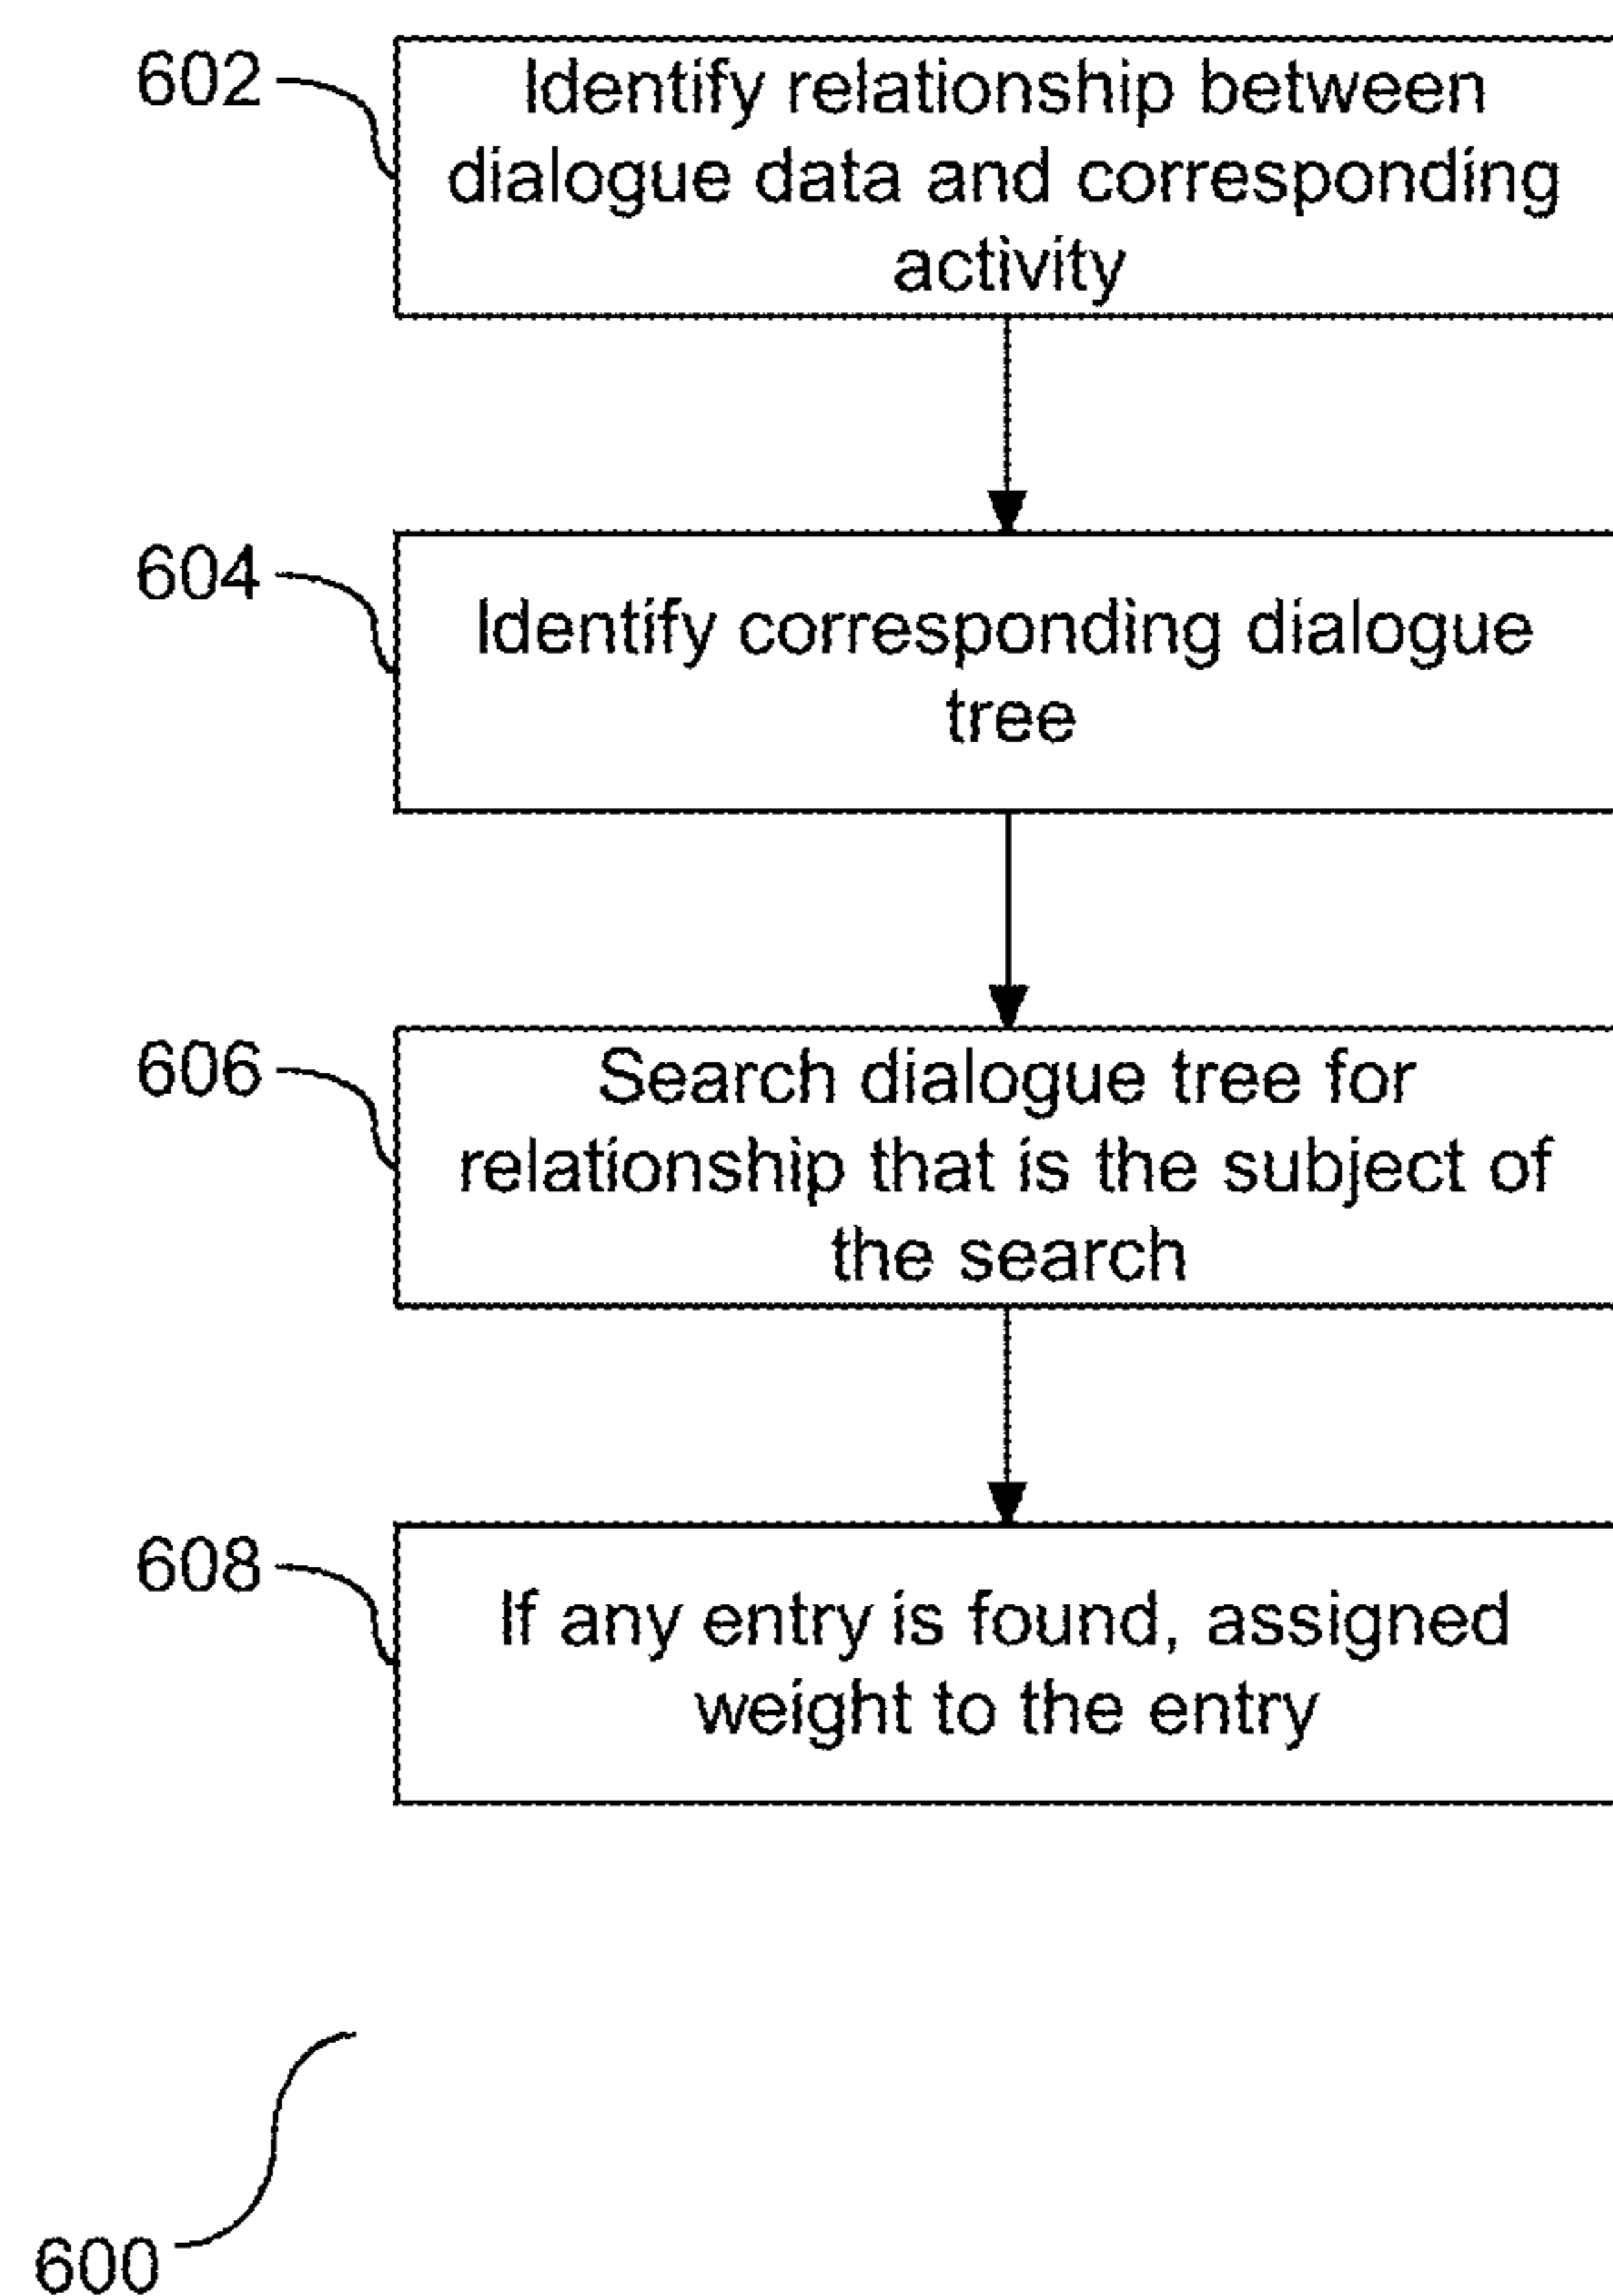 602
Identify relationship between
dialogue data and corresponding
activity
604
Identify corresponding dialogue
tree
606
Search dialogue tree for
relationship that is the subject of
the search
608
If any entry is found, assigned
weight to the entry
600